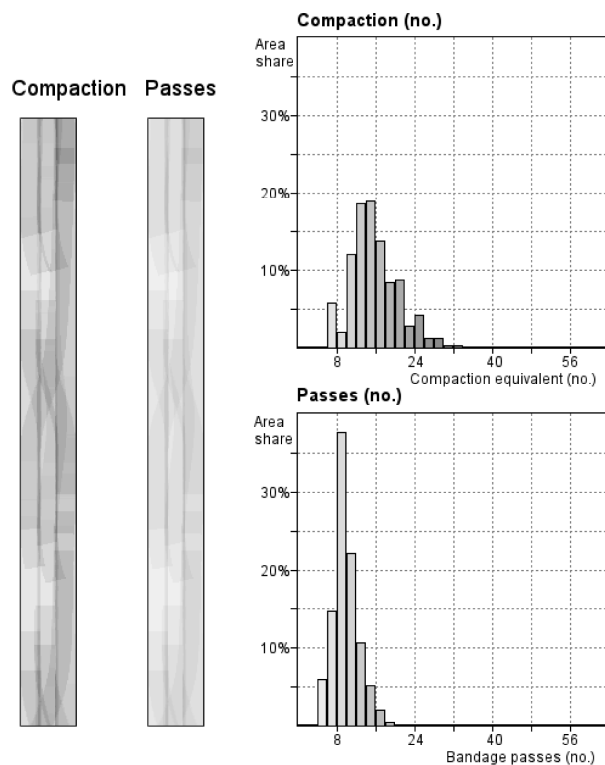 Compaction Passes
Compaction (no.)
Area
share
30%
20%
10%
8 24 40 56
Compaction equivalent (no.)
Passes (no.)
Area
share
30%
20%
10%
8 24 40 56
Bandage passes (no.)